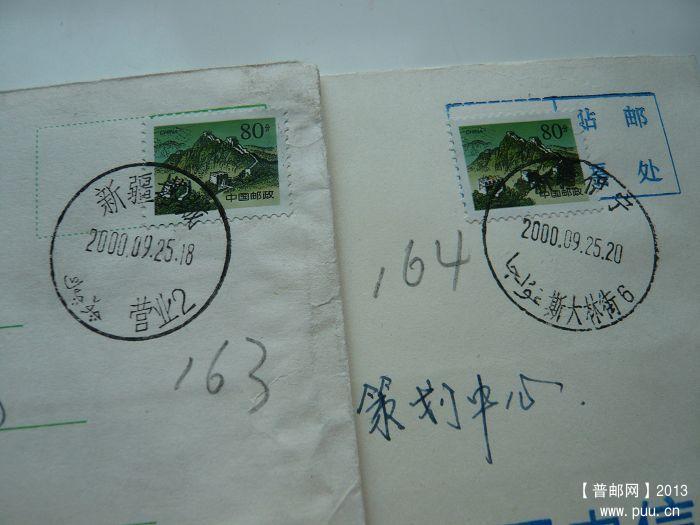 CHINA
80分
中国邮政
新疆
2000.09.25.18
营业2
163
CHINA
80分
中国邮政
站 邮
处
2000.09.25.20
斯大林街6
164
策划中心.
【普邮网】2013
www.puu.cn